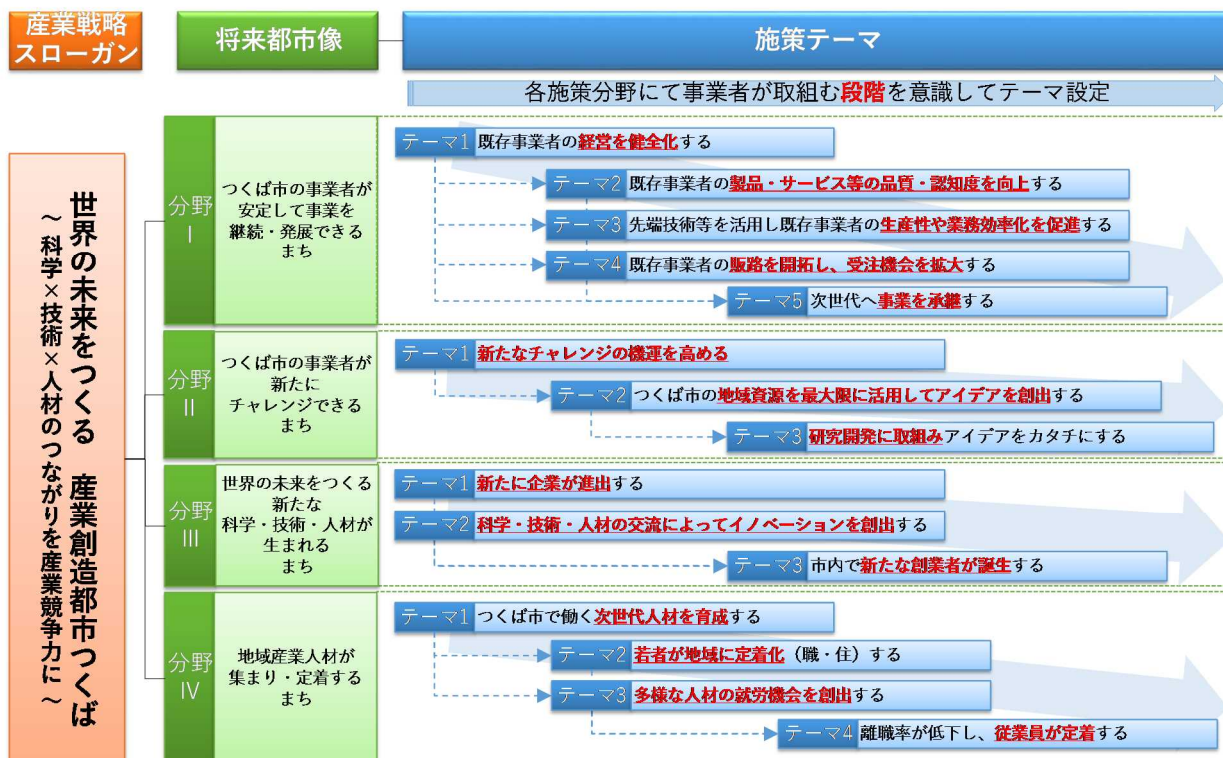 産業戦略
スローガン
将来都市像
施策テーマ
各施策分野にて事業者が取組む段階を意識してテーマ設定
世界の未来をつくる 産業創造都市つくば
～科学×技術×人材のつながりを産業競争力に～
分野
I
つくば市の事業者が
安定して事業を
継続・発展できる
まち
テーマ1 既存事業者の経営を健全化する
テーマ2 既存事業者の製品・サービス等の品質・認知度を向上する
テーマ3 先端技術等を活用し既存事業者の生産性や業務効率化を促進する
テーマ4 既存事業者の販路を開拓し、受注機会を拡大する
テーマ5 次世代へ事業を承継する
分野
II
つくば市の事業者が
新たに
チャレンジできる
まち
テーマ1 新たなチャレンジの機運を高める
テーマ2 つくば市の地域資源を最大限に活用してアイデアを創出する
テーマ3 研究開発に取組みアイデアをカタチにする
分野
III
世界の未来をつくる
新たな
科学・技術・人材が
生まれる
まち
テーマ1 新たに企業が進出する
テーマ2 科学・技術・人材の交流によってイノベーションを創出する
テーマ3 市内で新たな創業者が誕生する
分野
IV
地域産業人材が
集まり・定着する
まち
テーマ1 つくば市で働く次世代人材を育成する
テーマ2 若者が地域に定着化（職・住）する
テーマ3 多様な人材の就労機会を創出する
テーマ4 離職率が低下し、従業員が定着する